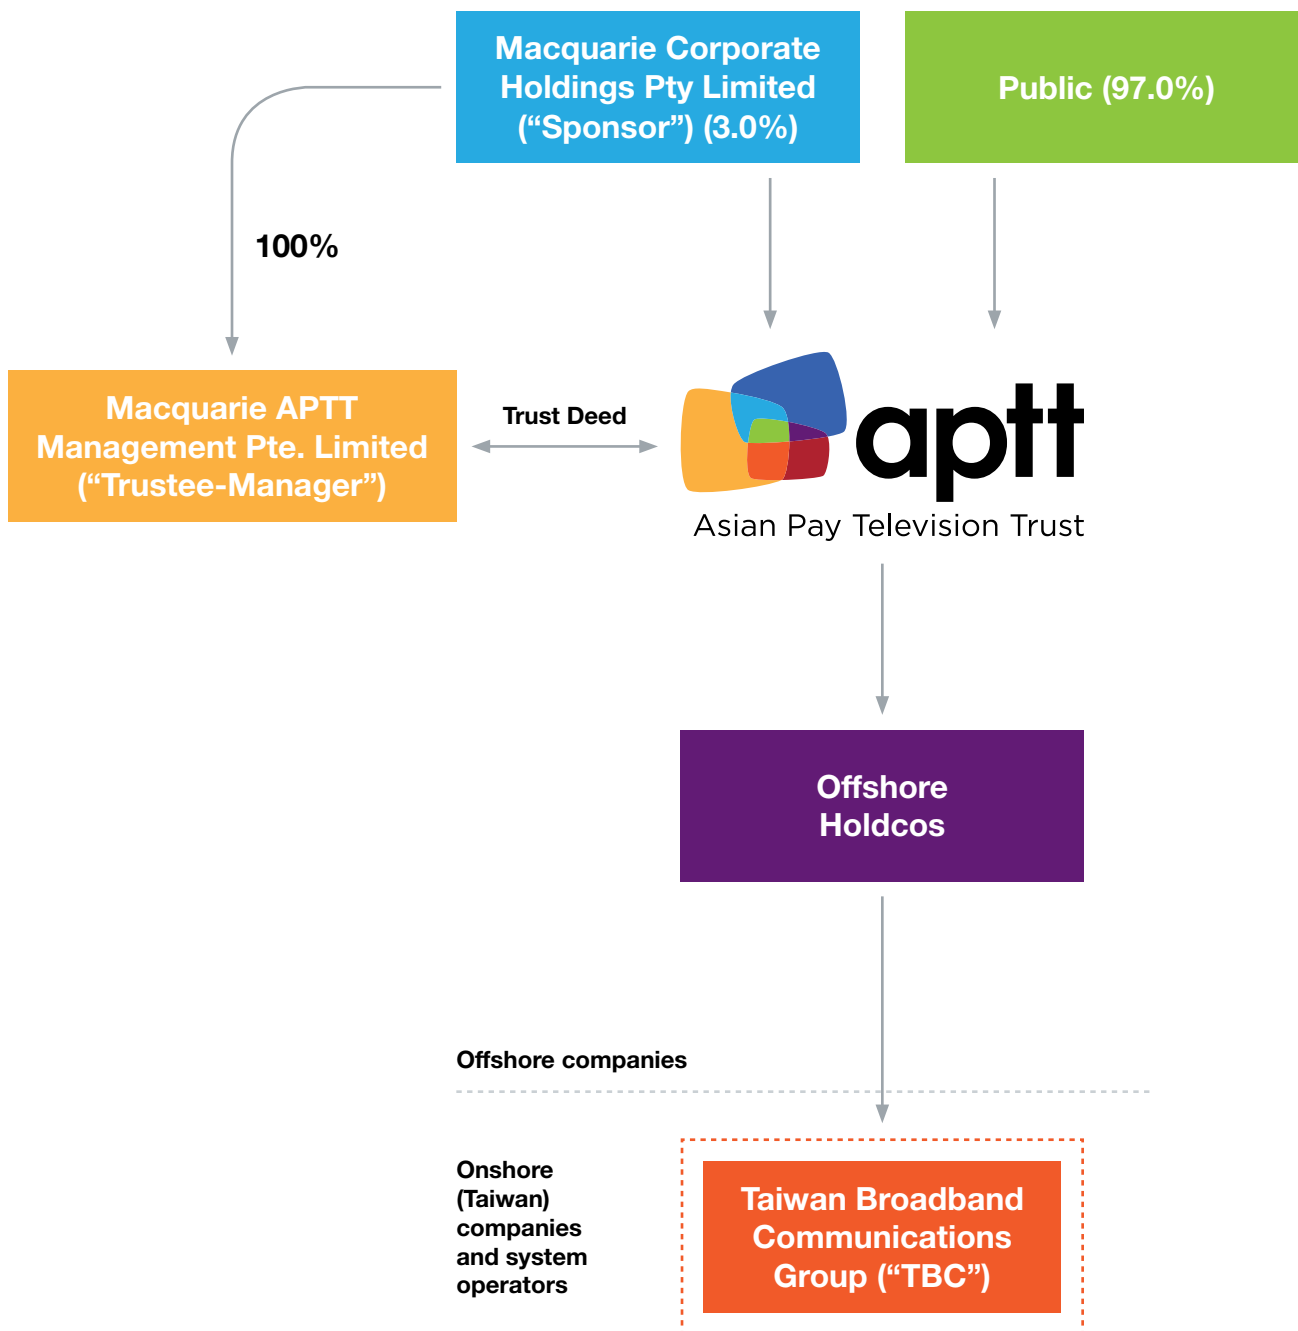 Macquarie Corporate
Holdings Pty Limited
(“Sponsor”) (3.0%)
Public (97.0%)
100%
Macquarie APTT
Management Pte. Limited
(“Trustee-Manager”)
Trust Deed
aptt
Asian Pay Television Trust
Offshore
Holdcos
Offshore companies
Onshore
(Taiwan)
companies
and system
operators
Taiwan Broadband
Communications
Group (“TBC”)